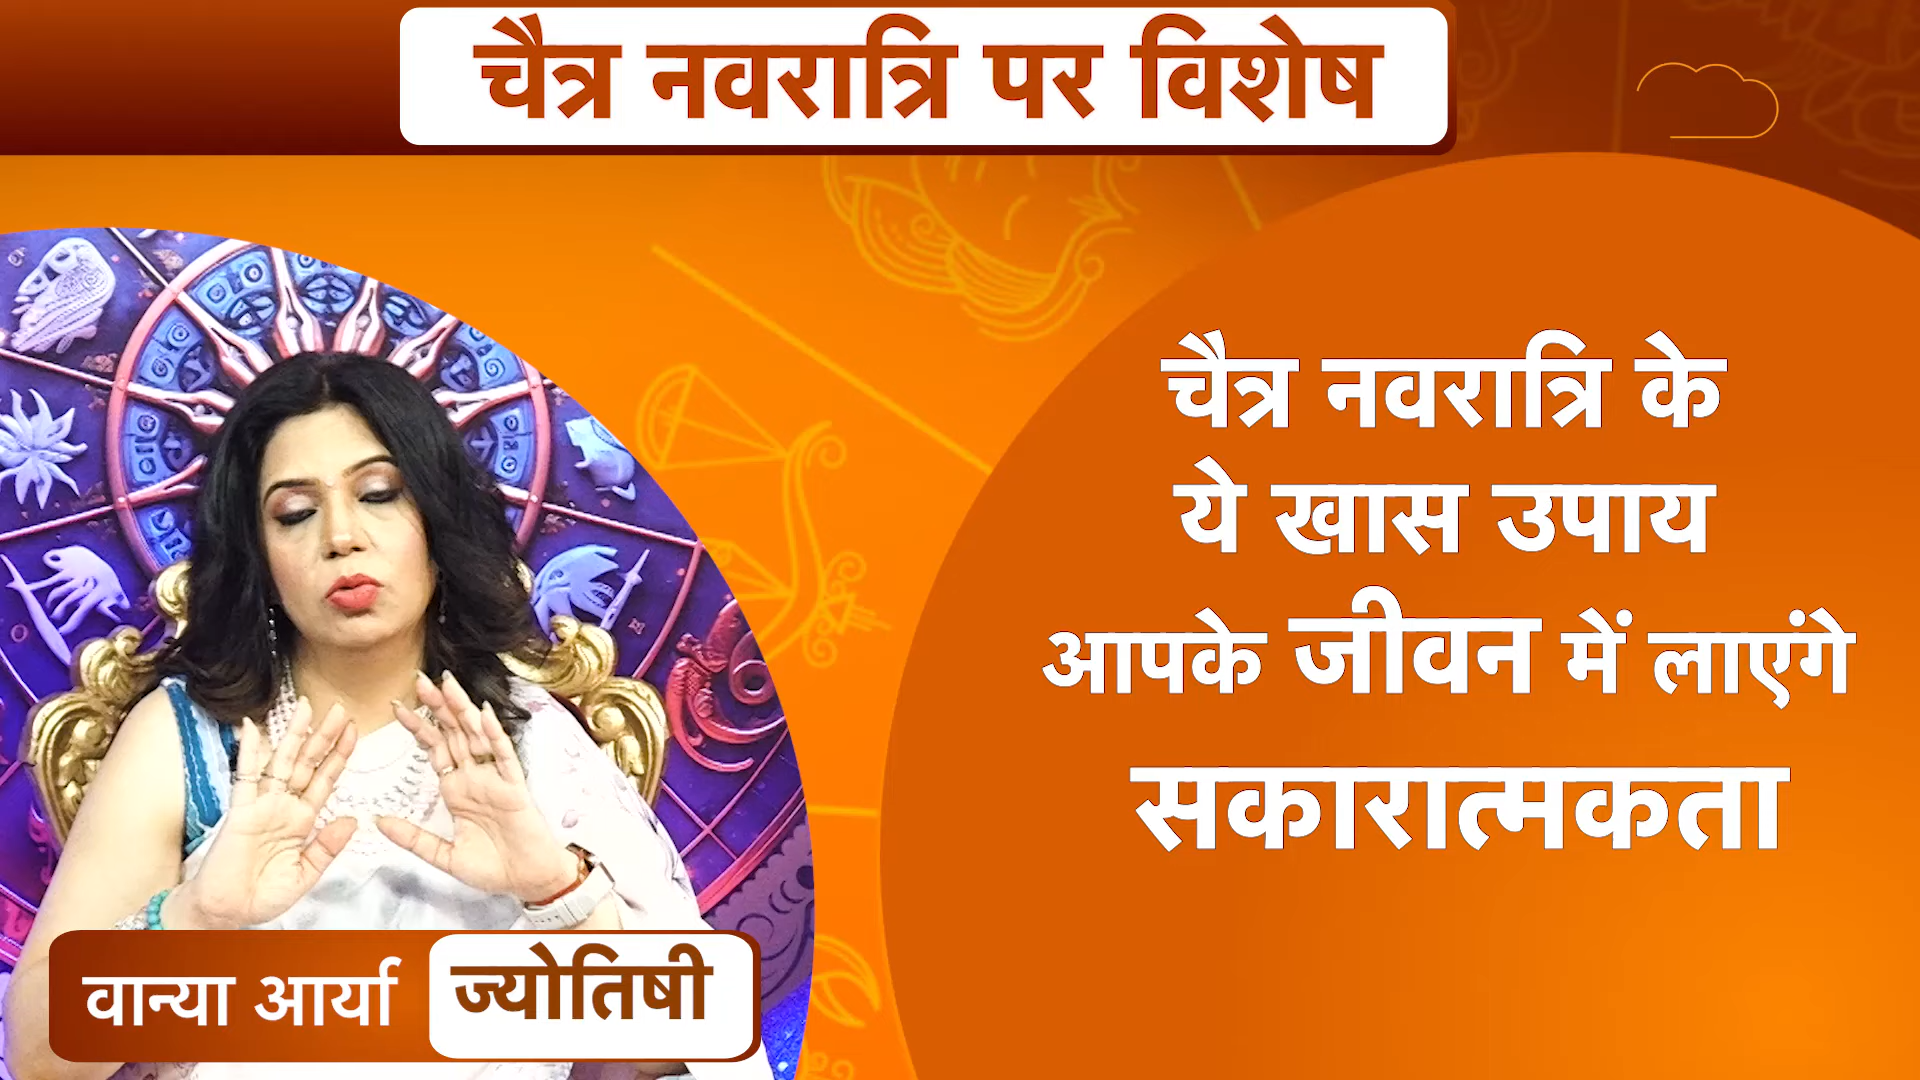 चैत्र नवरात्रि पर विशेष
चैत्र नवरात्रि के
ये खास उपाय
आपके जीवन में लाएंगे
सकारात्मकता
वान्या आर्या ज्योतिषी